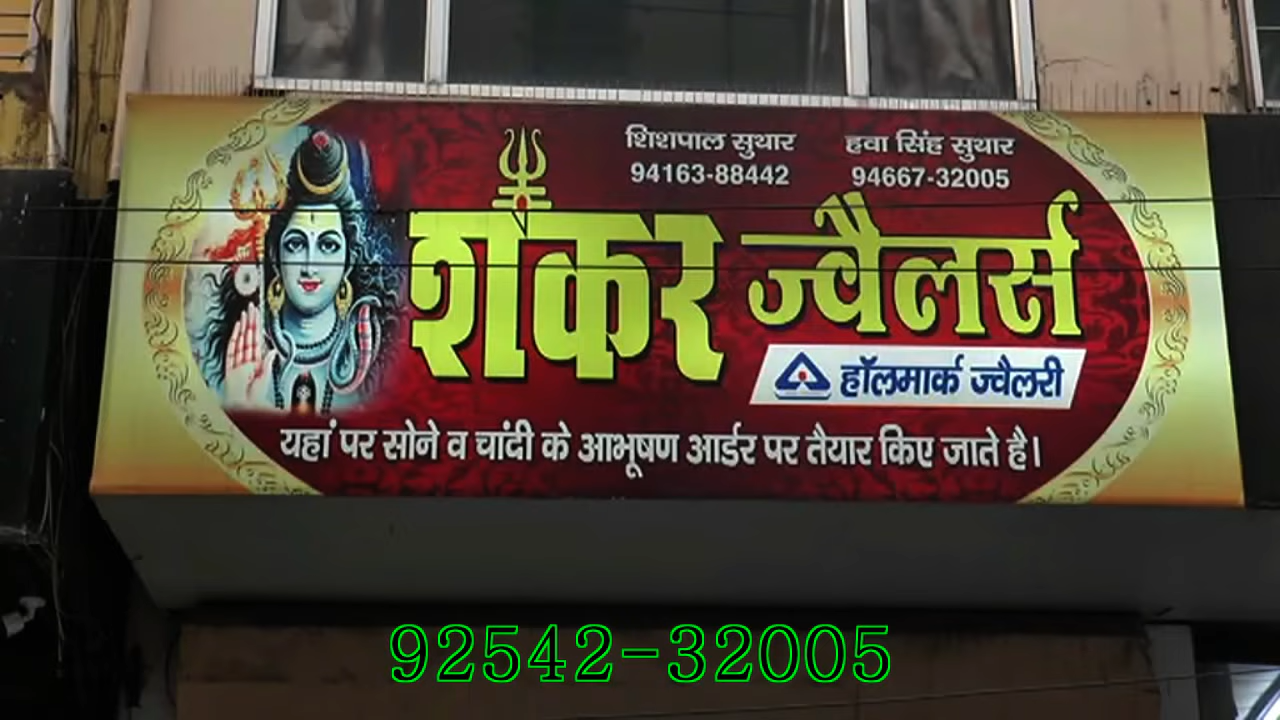 शिशपाल सुथार हवा सिंह सुथार
94163-88442 94667-32005
शंकर ज्वैलर्स
हॉलमार्क ज्वैलरी
यहां पर सोने व चांदी के आभूषण आर्डर पर तैयार किए जाते है।
92542-32005